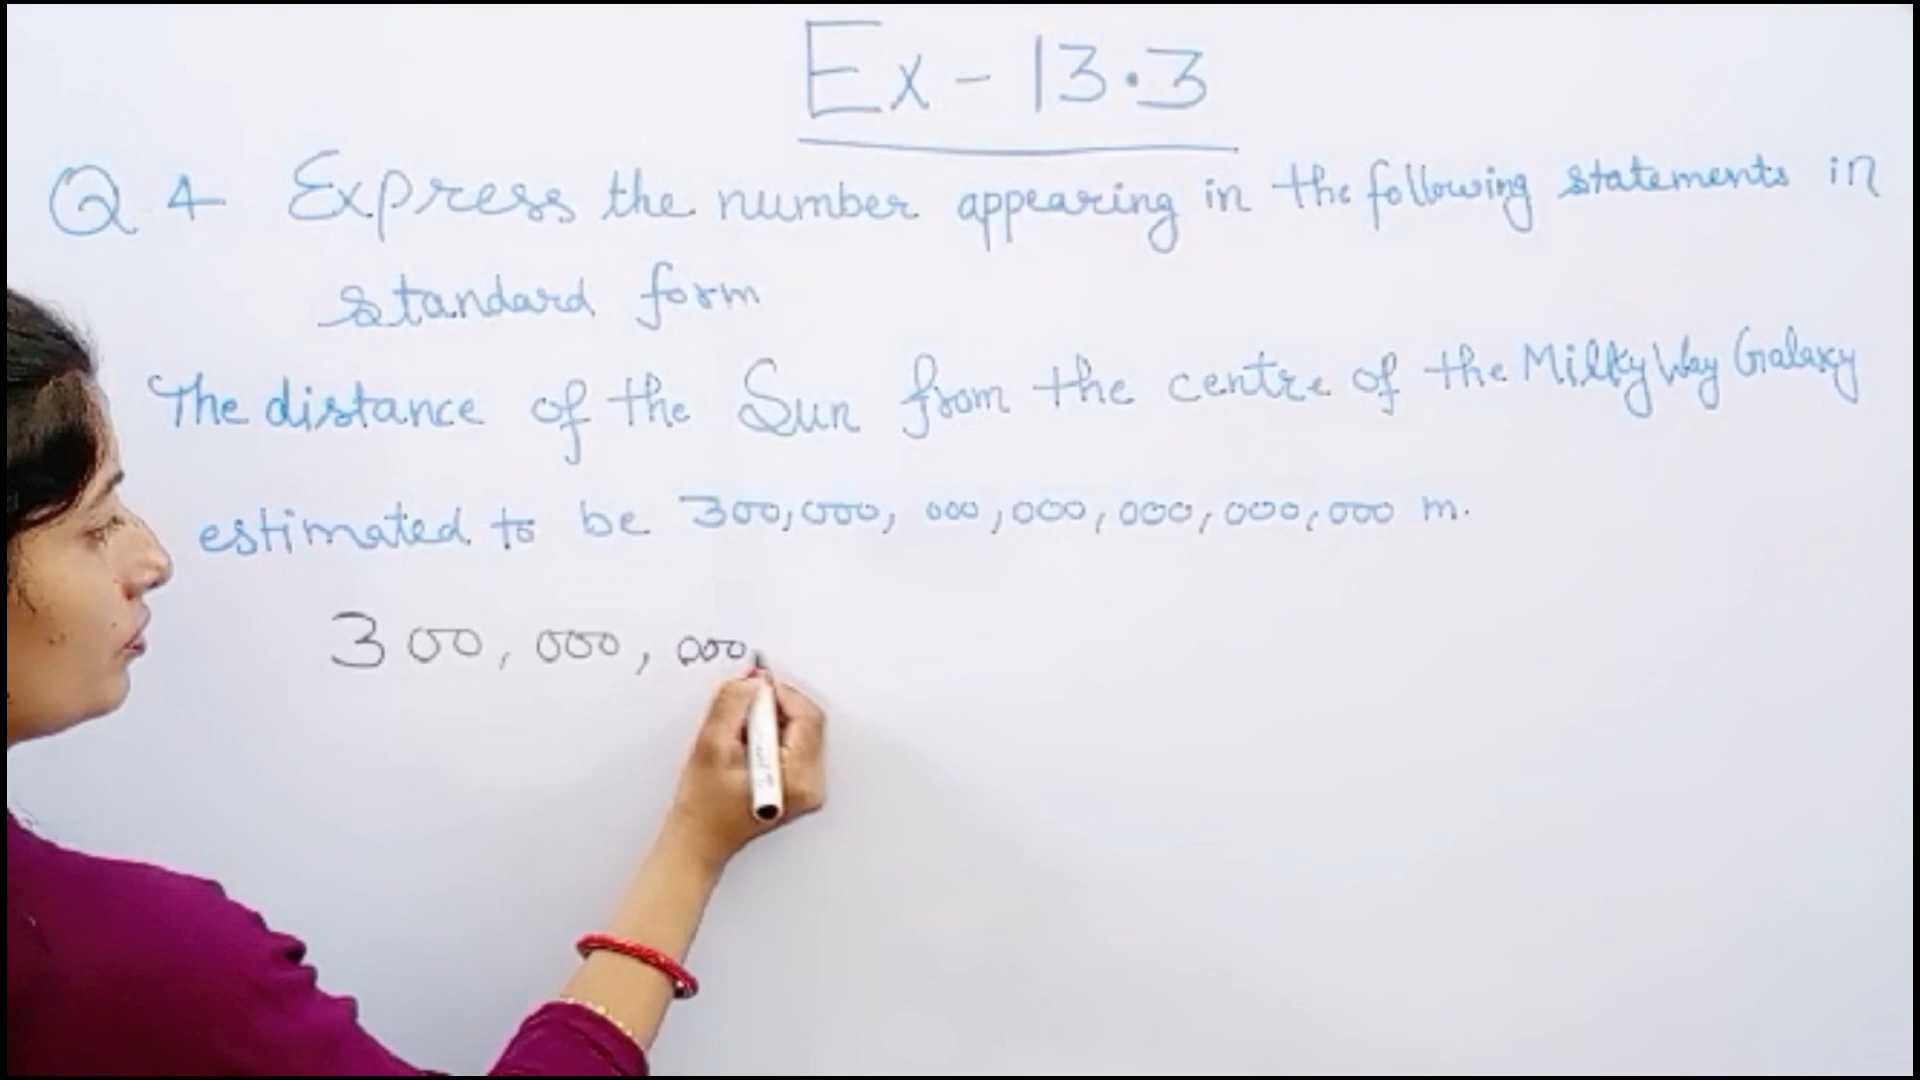 Ex - 13.3
Q.4 Express the number appearing in the following statements in
standard form
The distance of the Sun from the centre of the Milky Way Galaxy
estimated to be 300,000, 000,000,000,000,000 m.
300,000,000